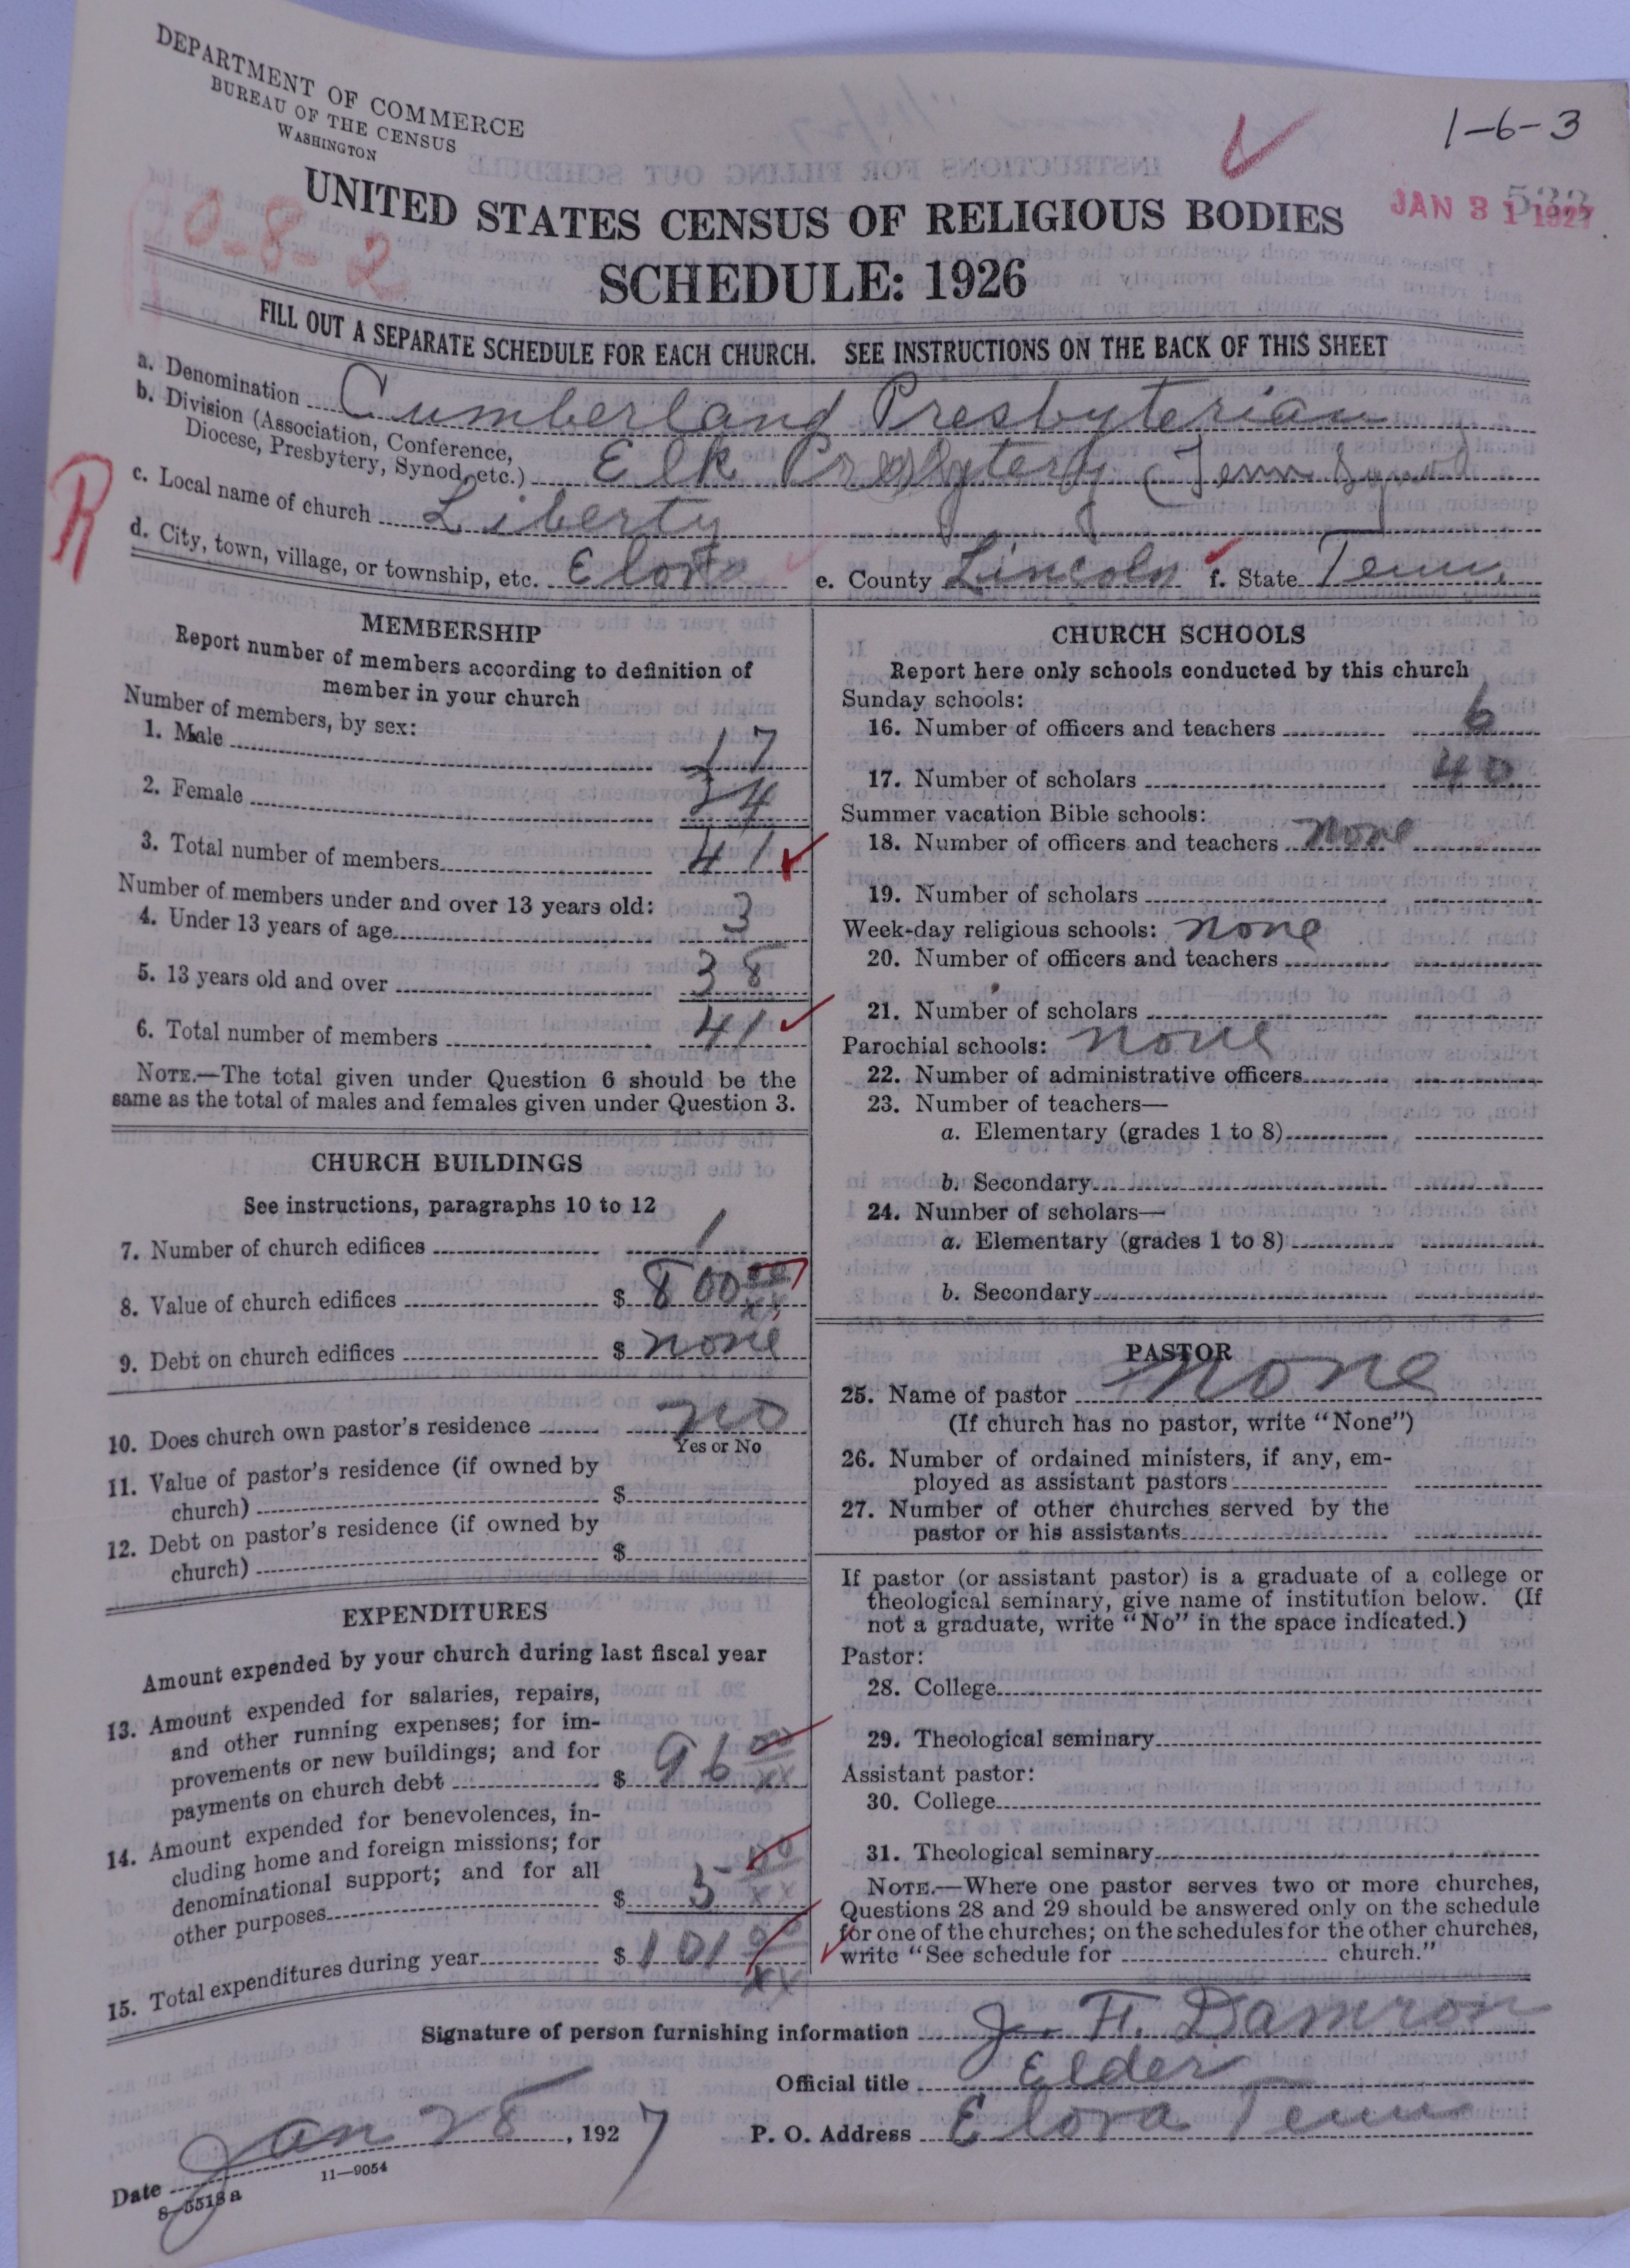 DEPARTMENT OF COMMERCE
BUREAU OF THE CENSUS
WASHINGTON
1-6-3
JAN 31 1927
UNITED STATES CENSUS OF RELIGIOUS BODIES
0-8-2
SCHEDULE: 1926
FILL OUT A SEPARATE SCHEDULE FOR EACH CHURCH. SEE INSTRUCTIONS ON THE BACK OF THIS SHEET
a. Denomination Cumberland Presbyterian
b. Division (Association, Conference,
Diocese, Presbytery, Synod, etc.) Elk Presbytery (Tenn Synod)
R
c. Local name of church Liberty
d. City, town, village, or township, etc. Elora e. County Lincoln f. State Tenn
MEMBERSHIP
Report number of members according to definition of
member in your church
Number of members, by sex:
1. Male 17
2. Female 24
3. Total number of members 41
Number of members under and over 13 years old:
4. Under 13 years of age 3
5. 13 years old and over 38
6. Total number of members 41
NOTE.—The total given under Question 6 should be the
same as the total of males and females given under Question 3.
CHURCH BUILDINGS
See instructions, paragraphs 10 to 12
7. Number of church edifices 1
8. Value of church edifices $ 800 00/xx
9. Debt on church edifices $ none
10. Does church own pastor's residence no
Yes or No
11. Value of pastor's residence (if owned by
church) $
12. Debt on pastor's residence (if owned by
church) $
EXPENDITURES
Amount expended by your church during last fiscal year
13. Amount expended for salaries, repairs,
and other running expenses; for im-
provements or new buildings; and for
payments on church debt $ 96 00/xx
14. Amount expended for benevolences, in-
cluding home and foreign missions; for
denominational support; and for all
other purposes $ 5 00/xx
15. Total expenditures during year $ 101 00/xx
CHURCH SCHOOLS
Report here only schools conducted by this church
Sunday schools:
16. Number of officers and teachers 6
17. Number of scholars 40
Summer vacation Bible schools:
18. Number of officers and teachers none
19. Number of scholars
Week-day religious schools: none
20. Number of officers and teachers
21. Number of scholars
Parochial schools: none
22. Number of administrative officers
23. Number of teachers—
a. Elementary (grades 1 to 8)
b. Secondary
24. Number of scholars—
a. Elementary (grades 1 to 8)
b. Secondary
PASTOR
25. Name of pastor None
(If church has no pastor, write "None")
26. Number of ordained ministers, if any, em-
ployed as assistant pastors
27. Number of other churches served by the
pastor or his assistants
If pastor (or assistant pastor) is a graduate of a college or
theological seminary, give name of institution below. (If
not a graduate, write "No" in the space indicated.)
Pastor:
28. College
29. Theological seminary
Assistant pastor:
30. College
31. Theological seminary
NOTE.—Where one pastor serves two or more churches,
Questions 28 and 29 should be answered only on the schedule
for one of the churches; on the schedules for the other churches,
write "See schedule for church."
Signature of person furnishing information J. H. Damron
Official title Elder
Date Jan 28, 1927 P. O. Address Elora Tenn
11—9054
8-5518 a